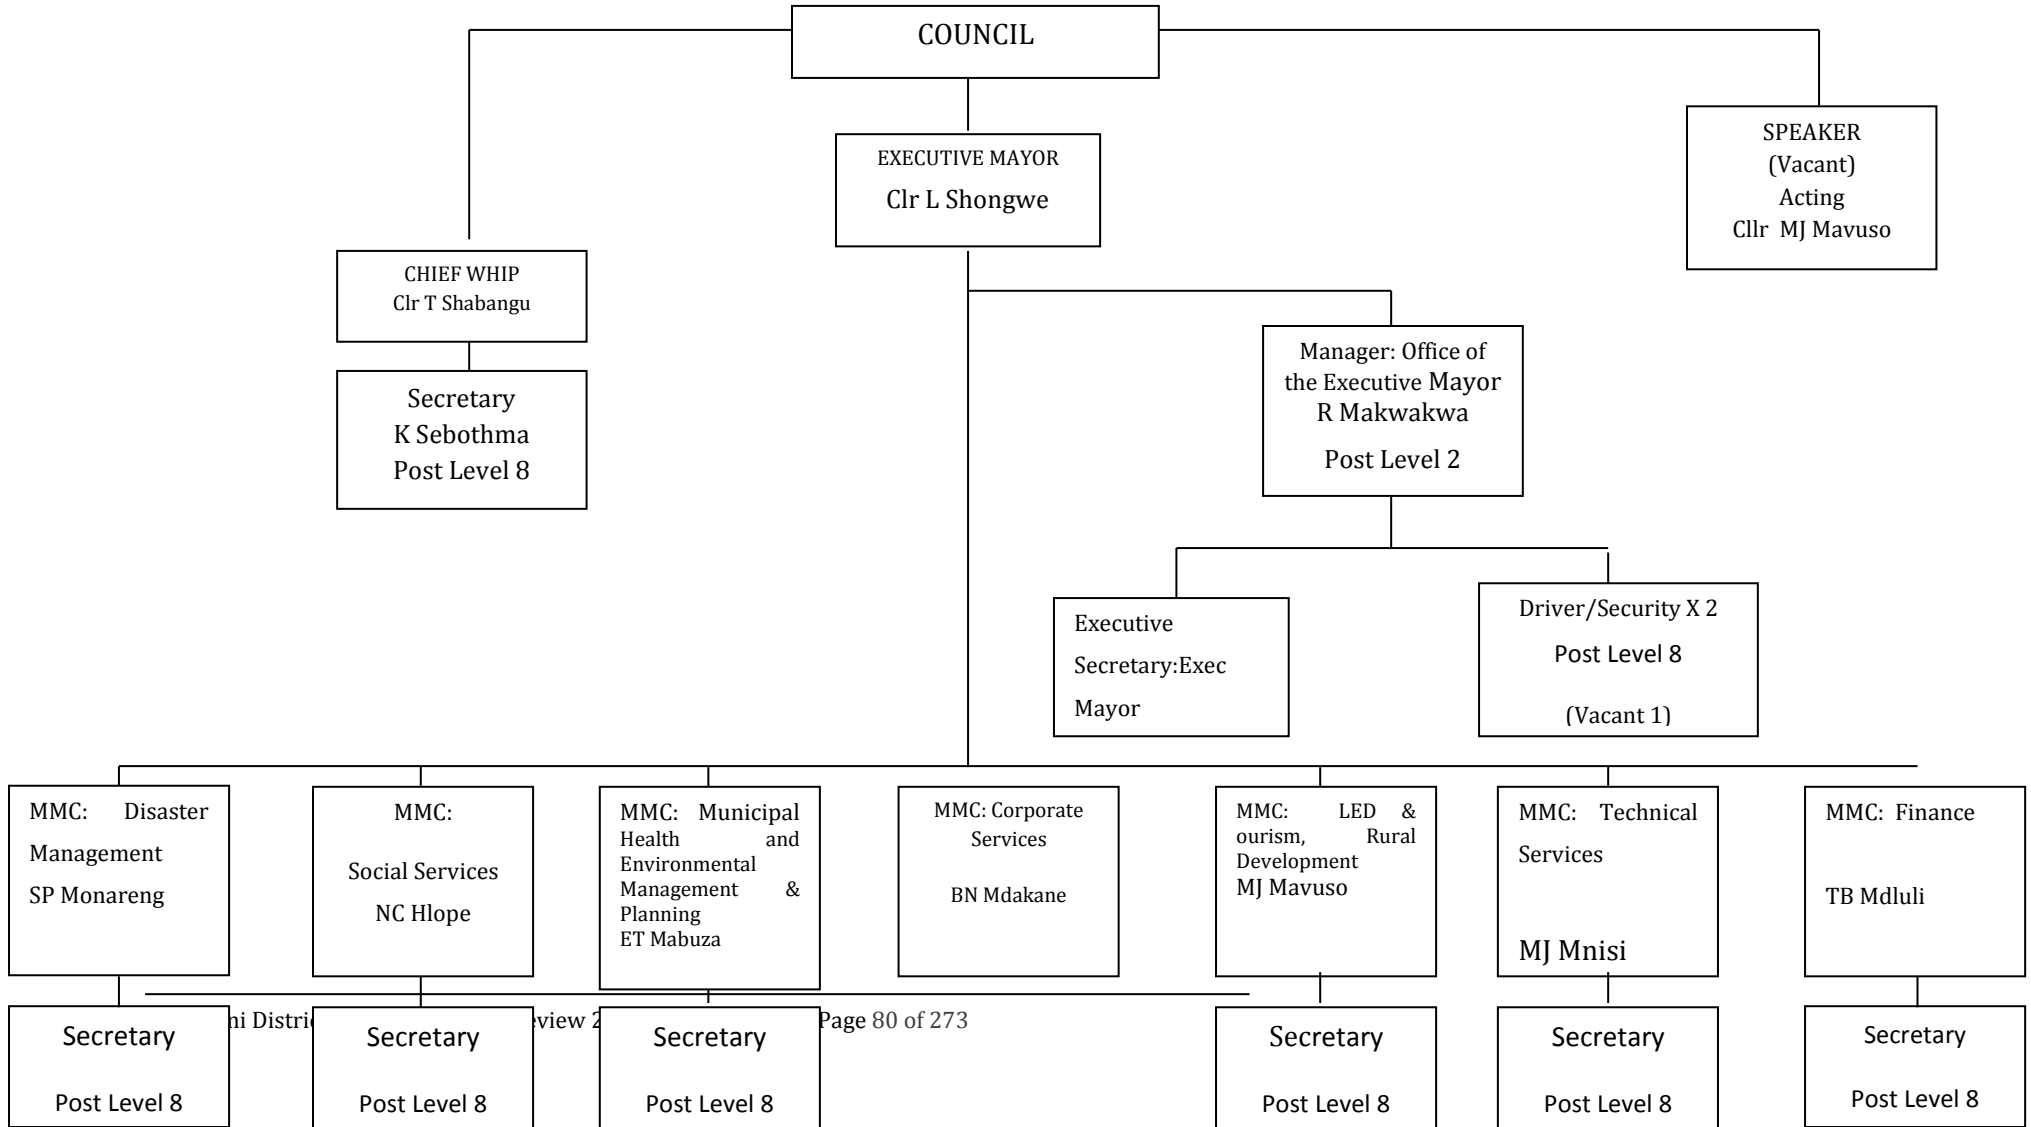 COUNCIL
EXECUTIVE MAYOR
Clr L Shongwe
SPEAKER
(Vacant)
Acting
Cllr MJ Mavuso
CHIEF WHIP
Clr T Shabangu
Secretary
K Sebothma
Post Level 8
Manager: Office of
the Executive Mayor
R Makwakwa
Post Level 2
Executive
Secretary:Exec
Mayor
Driver/Security X 2
Post Level 8
(Vacant 1)
MMC: Disaster
Management
SP Monareng
MMC:
Social Services
NC Hlope
MMC: Municipal
Health and
Environmental
Management &
Planning
ET Mabuza
MMC: Corporate
Services
BN Mdakane
MMC: LED &
ourism, Rural
Development
MJ Mavuso
MMC: Technical
Services
MJ Mnisi
MMC: Finance
TB Mdluli
Page 80 of 273
Secretary
Post Level 8
Secretary
Post Level 8
Secretary
Post Level 8
Secretary
Post Level 8
Secretary
Post Level 8
Secretary
Post Level 8